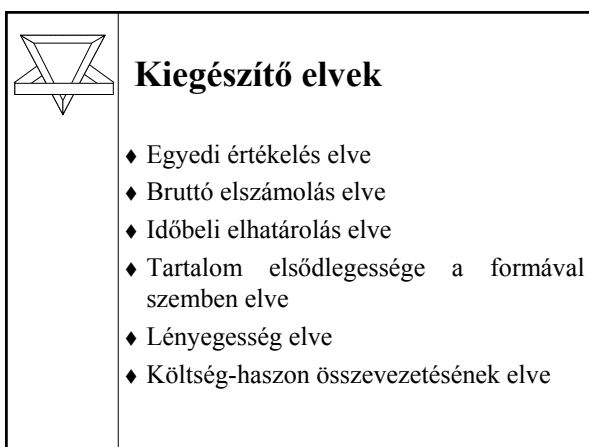 Kiegészítő elvek
♦ Egyedi értékelés elve
♦ Bruttó elszámolás elve
♦ Időbeli elhatárolás elve
♦ Tartalom elsődlegessége a formával
szemben elve
♦ Lényegesség elve
♦ Költség-haszon összevezetésének elve